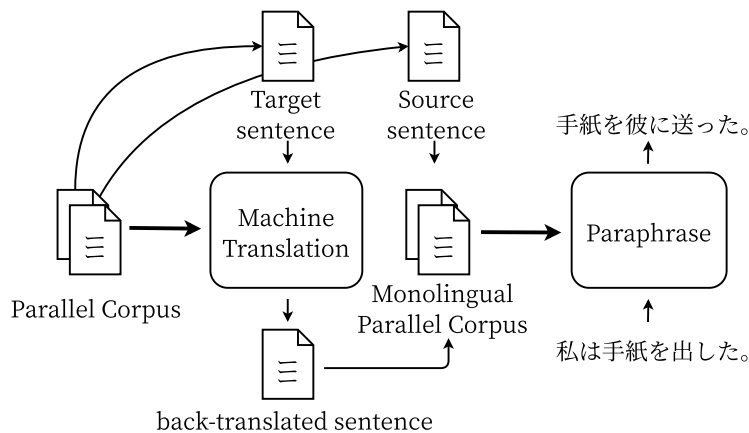 Target
sentence
Source
sentence
手紙を彼に送った。
Machine
Translation
Paraphrase
Parallel Corpus
Monolingual
Parallel Corpus
私は手紙を出した。
back-translated sentence